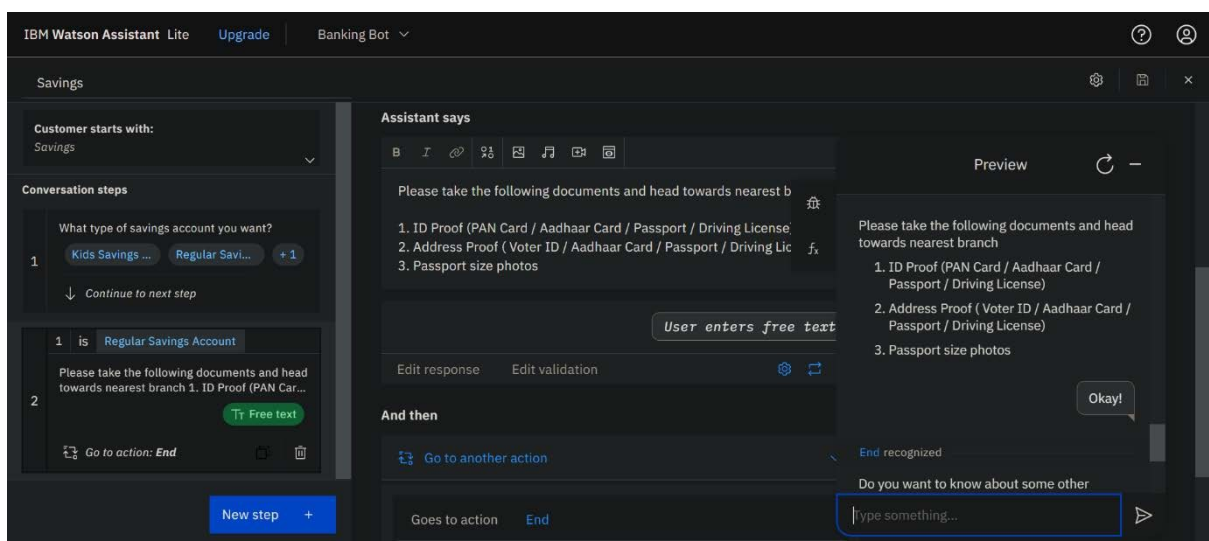 IBM Watson Assistant Lite Upgrade Banking Bot
Savings
Customer starts with:
Savings
Conversation steps
1
What type of savings account you want?
Kids Savings ... Regular Savi... + 1
Continue to next step
1 is Regular Savings Account
2
Please take the following documents and head
towards nearest branch 1. ID Proof (PAN Car...
Tт Free text
Go to action: End
New step +
Assistant says
B I
Please take the following documents and head towards nearest b
1. ID Proof (PAN Card / Aadhaar Card / Passport / Driving License
2. Address Proof ( Voter ID / Aadhaar Card / Passport / Driving Lic
3. Passport size photos
User enters free text
Edit response Edit validation
And then
Go to another action
Goes to action End
fx
Preview
Please take the following documents and head
towards nearest branch
1. ID Proof (PAN Card / Aadhaar Card /
Passport / Driving License)
2. Address Proof ( Voter ID / Aadhaar Card /
Passport / Driving License)
3. Passport size photos
Okay!
End recognized
Do you want to know about some other
Type something...